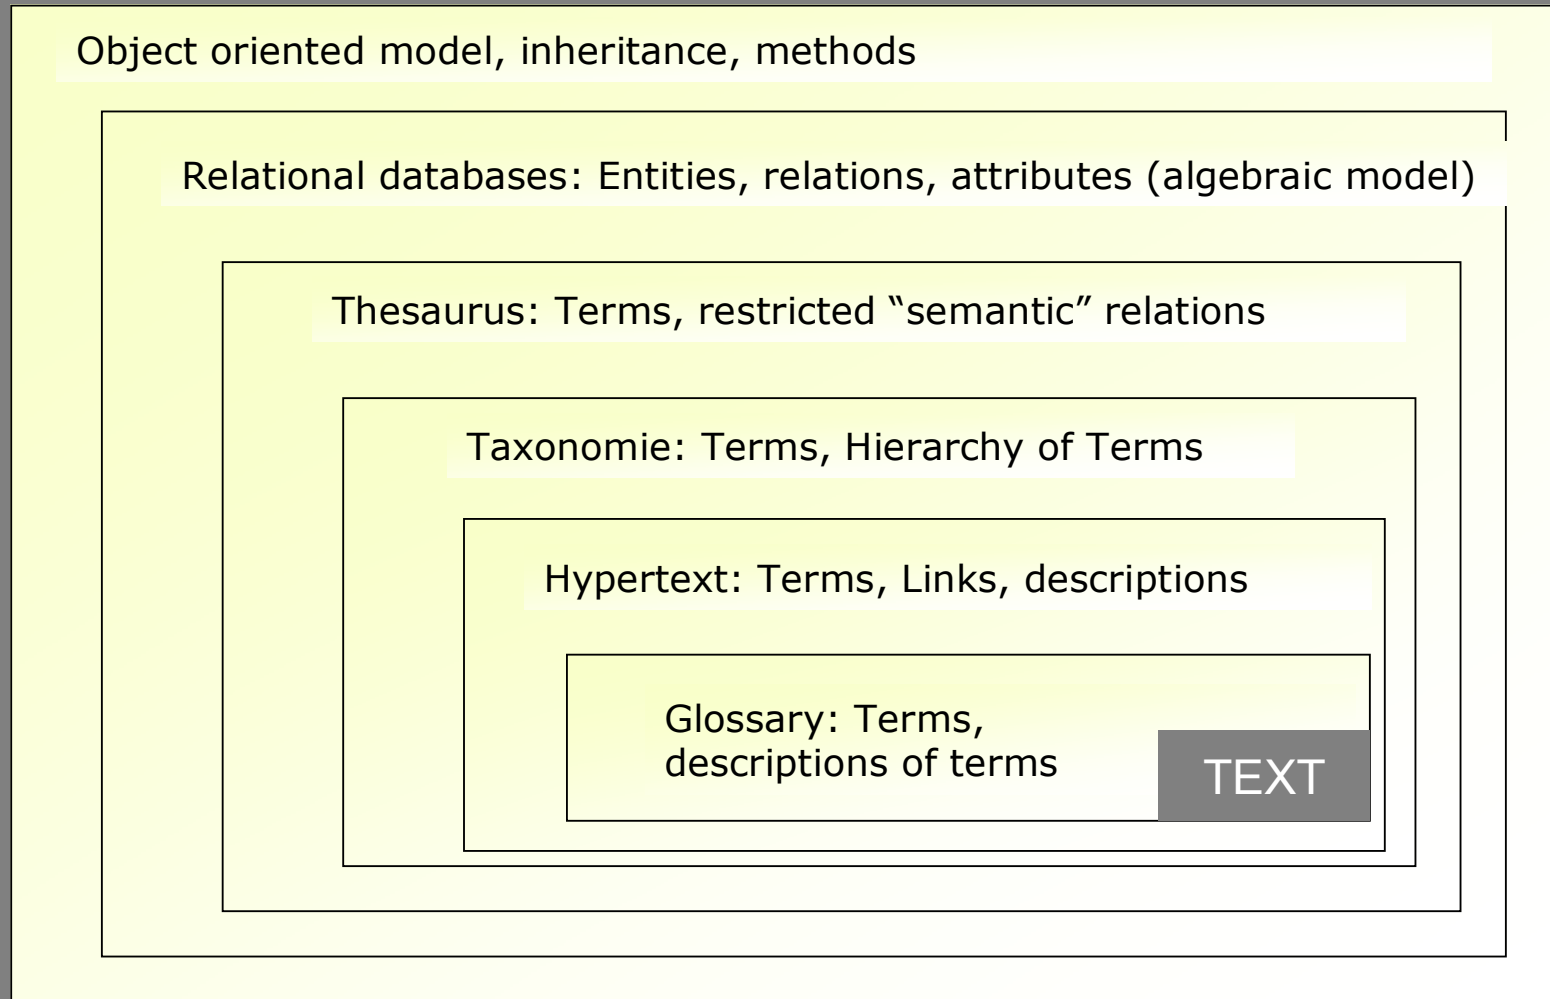 Object oriented model, inheritance, methods
Relational databases: Entities, relations, attributes (algebraic model)
Thesaurus: Terms, restricted “semantic” relations
Taxonomie: Terms, Hierarchy of Terms
Hypertext: Terms, Links, descriptions
Glossary: Terms,
descriptions of terms
TEXT